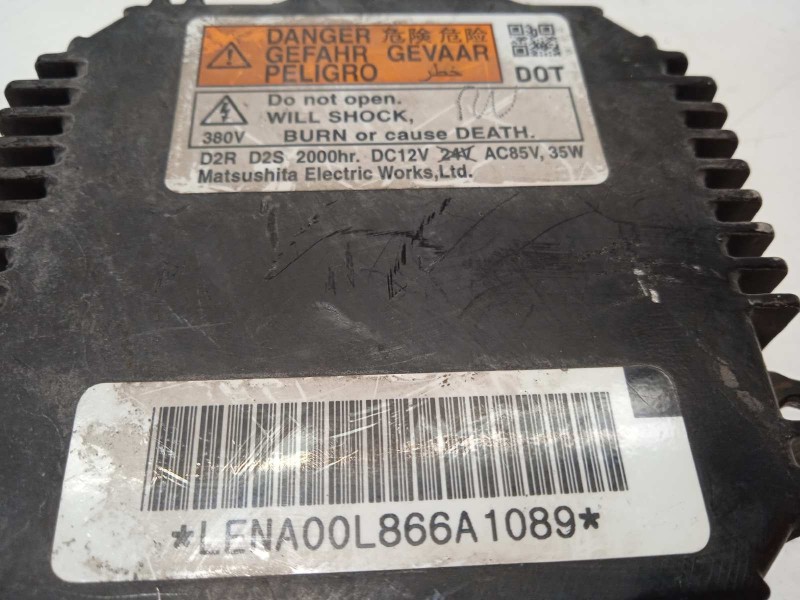 DANGER 危険 危险
GEFAHR GEVAAR
PELIGRO خطر
DOT
Do not open.
WILL SHOCK,
380V BURN or cause DEATH.
D2R D2S 2000hr. DC12V 24V AC85V, 35W
Matsushita Electric Works,Ltd.
*LENA00L866A1089*